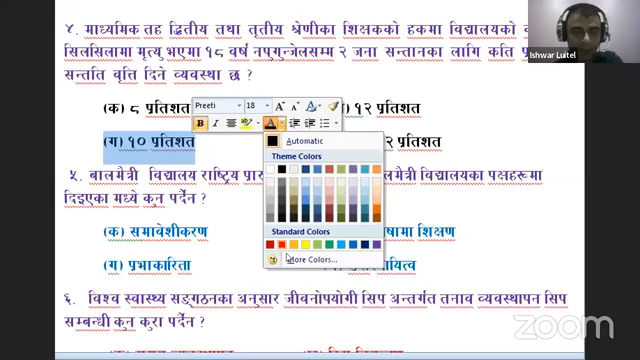 ४. माध्यमिक तह द्वितीय तथा तृतीय श्रेणीका शिक्षकको हकमा विद्यालयको
सिलसिलामा मृत्यु भएमा १८ वर्ष नपुगुन्जेलसम्म २ जना सन्तानका लागि कति
सन्तति वृत्ति दिने व्यवस्था छ ?
Ishwar Luitel
(क) ८ प्रतिशत १२ प्रतिशत
Preeti 18
(ग) १० प्रतिशत २ प्रतिशत
Automatic
Theme Colors
५. बालमैत्री विद्यालय राष्ट्रिय लमैत्री विद्यालयका पक्षहरूमा
दिइएका मध्ये कुन पर्दैन ?
Standard Colors
(क) समावेशीकरण शिक्षण
More Colors...
(ग) प्रभाकारिता
६. विश्व स्वास्थ्य सङ्गठनका अनुसार जीवनोपयोगी सिप अन्तर्गत तनाव व्यवस्थापन सिप
सम्बन्धी कुन कुरा पर्दैन ?
zoom